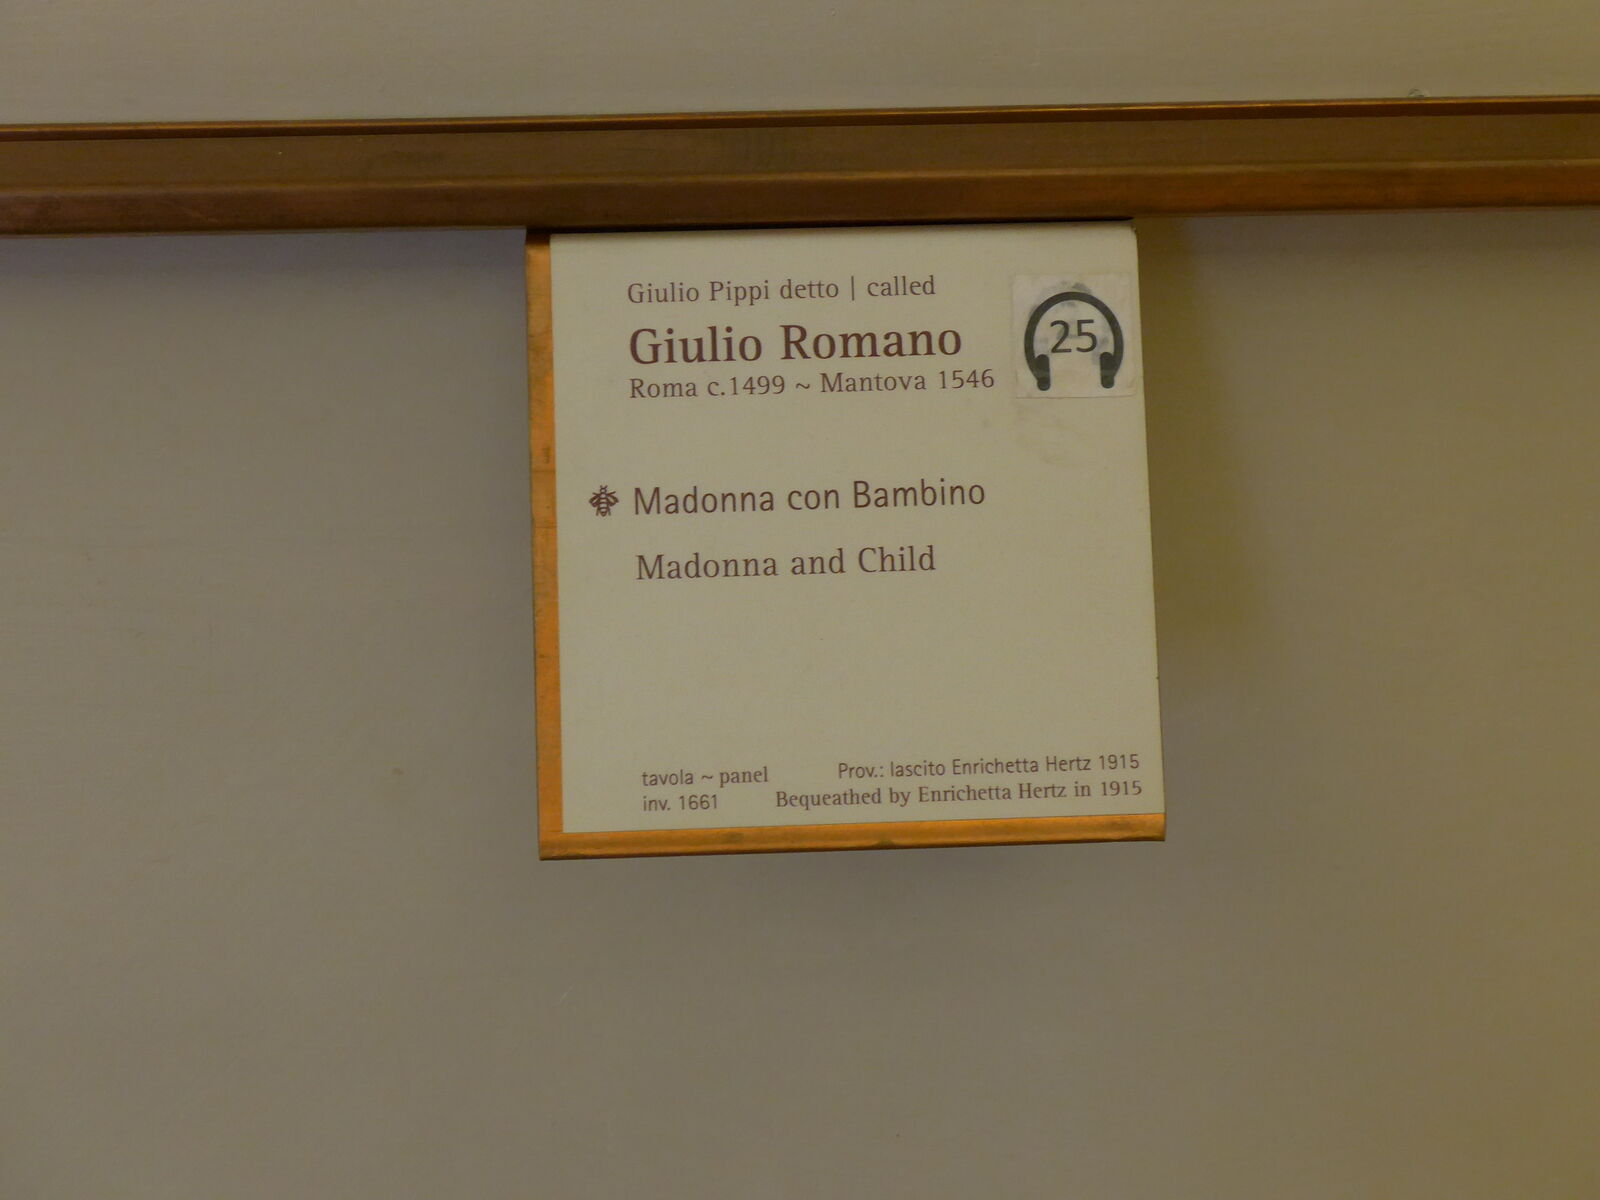 Giulio Pippi detto | called
Giulio Romano
Roma c.1499 ~ Mantova 1546
25
Madonna con Bambino
Madonna and Child
tavola ~ panel
inv. 1661
Prov.: lascito Enrichetta Hertz 1915
Bequeathed by Enrichetta Hertz in 1915